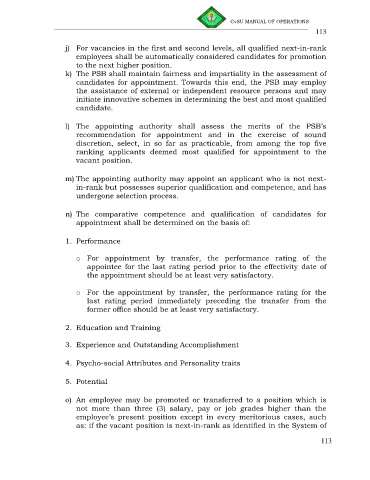 CvSU MANUAL OF OPERATIONS
113
j) For vacancies in the first and second levels, all qualified next-in-rank
employees shall be automatically considered candidates for promotion
to the next higher position.
k) The PSB shall maintain fairness and impartiality in the assessment of
candidates for appointment. Towards this end, the PSB may employ
the assistance of external or independent resource persons and may
initiate innovative schemes in determining the best and most qualified
candidate.
l) The appointing authority shall assess the merits of the PSB's
recommendation for appointment and in the exercise of sound
discretion, select, in so far as practicable, from among the top five
ranking applicants deemed most qualified for appointment to the
vacant position.
m) The appointing authority may appoint an applicant who is not next-
in-rank but possesses superior qualification and competence, and has
undergone selection process.
n) The comparative competence and qualification of candidates for
appointment shall be determined on the basis of:
1. Performance
o For appointment by transfer, the performance rating of the
appointee for the last rating period prior to the effectivity date of
the appointment should be at least very satisfactory.
o For the appointment by transfer, the performance rating for the
last rating period immediately preceding the transfer from the
former office should be at least very satisfactory.
2. Education and Training
3. Experience and Outstanding Accomplishment
4. Psycho-social Attributes and Personality traits
5. Potential
o) An employee may be promoted or transferred to a position which is
not more than three (3) salary, pay or job grades higher than the
employee's present position except in every meritorious cases, such
as: if the vacant position is next-in-rank as identified in the System of
113